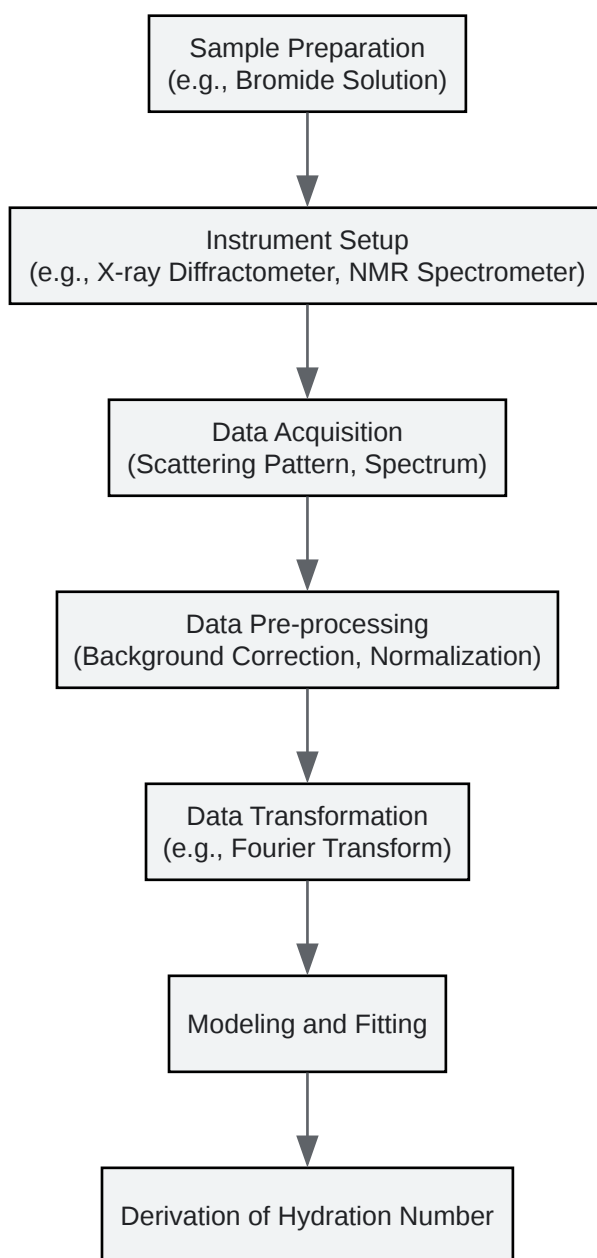 Sample Preparation
(e.g., Bromide Solution)
Instrument Setup
(e.g., X-ray Diffractometer, NMR Spectrometer)
Data Acquisition
(Scattering Pattern, Spectrum)
Data Pre-processing
(Background Correction, Normalization)
Data Transformation
(e.g., Fourier Transform)
Modeling and Fitting
Derivation of Hydration Number